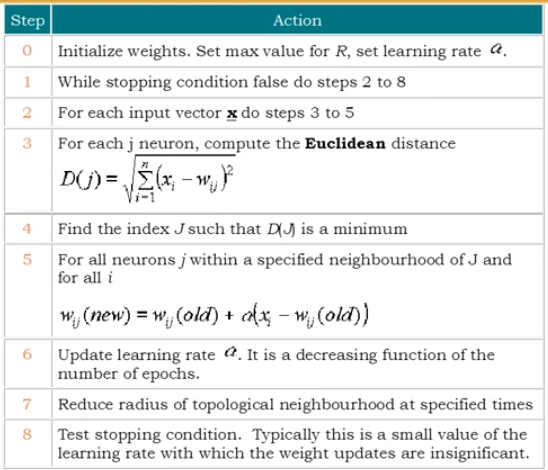 Step Action
0 Initialize weights. Set max value for R, set learning rate α.
1 While stopping condition false do steps 2 to 8
2 For each input vector x do steps 3 to 5
3 For each j neuron, compute the Euclidean distance
D(j) = √(∑_{i=1}^{n} (x_i − w_{ij})²)
4 Find the index J such that D(J) is a minimum
5 For all neurons j within a specified neighbourhood of J and
for all i
w_{ij}(new) = w_{ij}(old) + α(x_i − w_{ij}(old))
6 Update learning rate α. It is a decreasing function of the
number of epochs.
7 Reduce radius of topological neighbourhood at specified times
8 Test stopping condition. Typically this is a small value of the
learning rate with which the weight updates are insignificant.